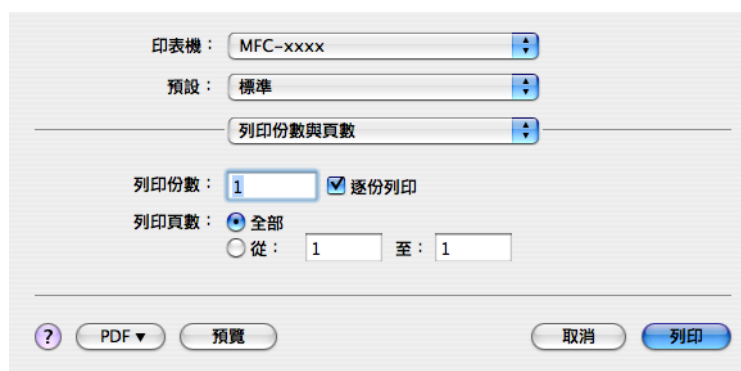 印表機： MFC-xxxx
預設： 標準
列印份數與頁數
列印份數： 1 逐份列印
列印頁數： 全部
從： 1 至： 1
? PDF▼ 預覽 取消 列印